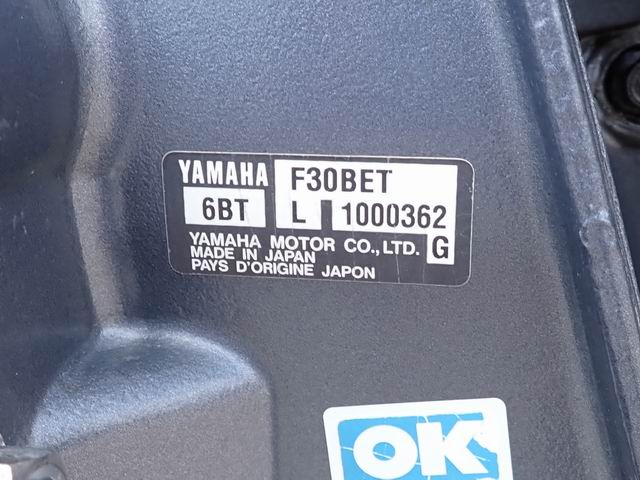 YAMAHA F30BET
6BT L 1000362
YAMAHA MOTOR CO., LTD. G
MADE IN JAPAN
PAYS D'ORIGINE JAPON
OK